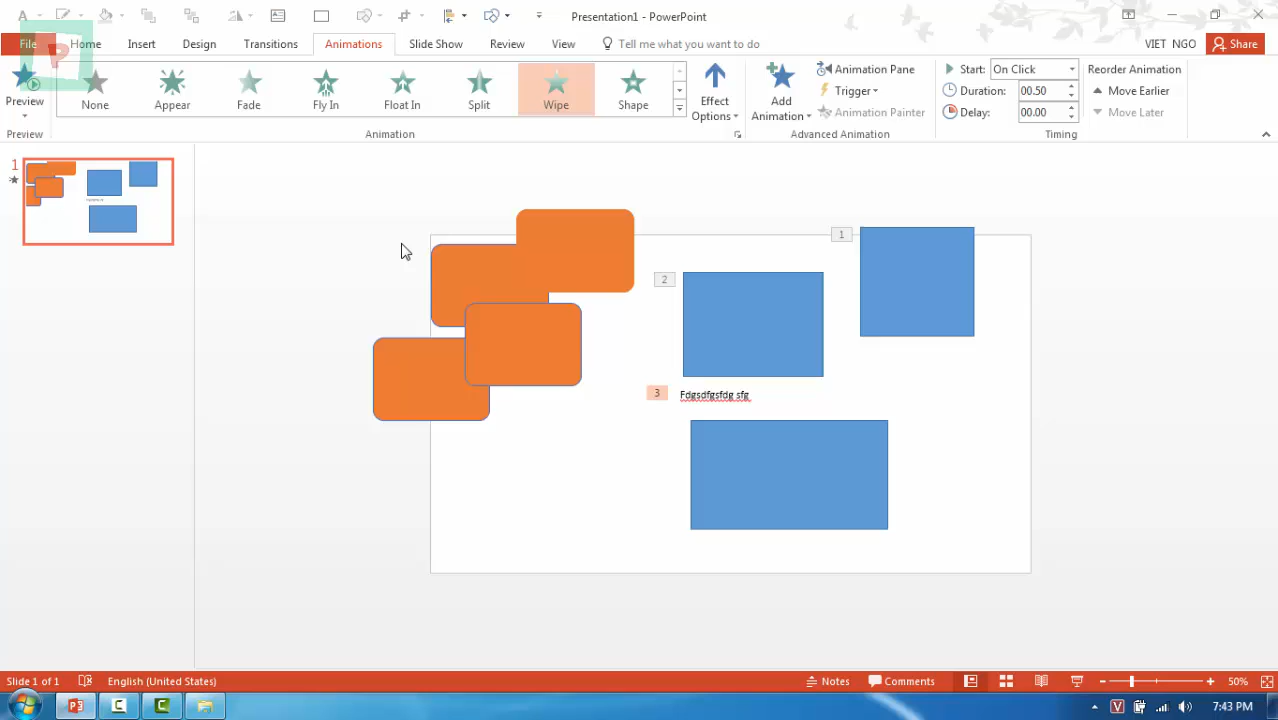 Presentation1 - PowerPoint
File Home Insert Design Transitions Animations Slide Show Review View Tell me what you want to do VIET NGO Share
Preview
None Appear Fade Fly In Float In Split Wipe Shape
Effect Options
Add Animation
Animation Pane
Trigger
Animation Painter
Start: On Click
Duration: 00.50
Delay: 00.00
Reorder Animation
Move Earlier
Move Later
Preview Animation Advanced Animation Timing
1
1
2
3 Fdgsdfgsfdg sfg
Slide 1 of 1 English (United States) Notes Comments 50%
7:43 PM